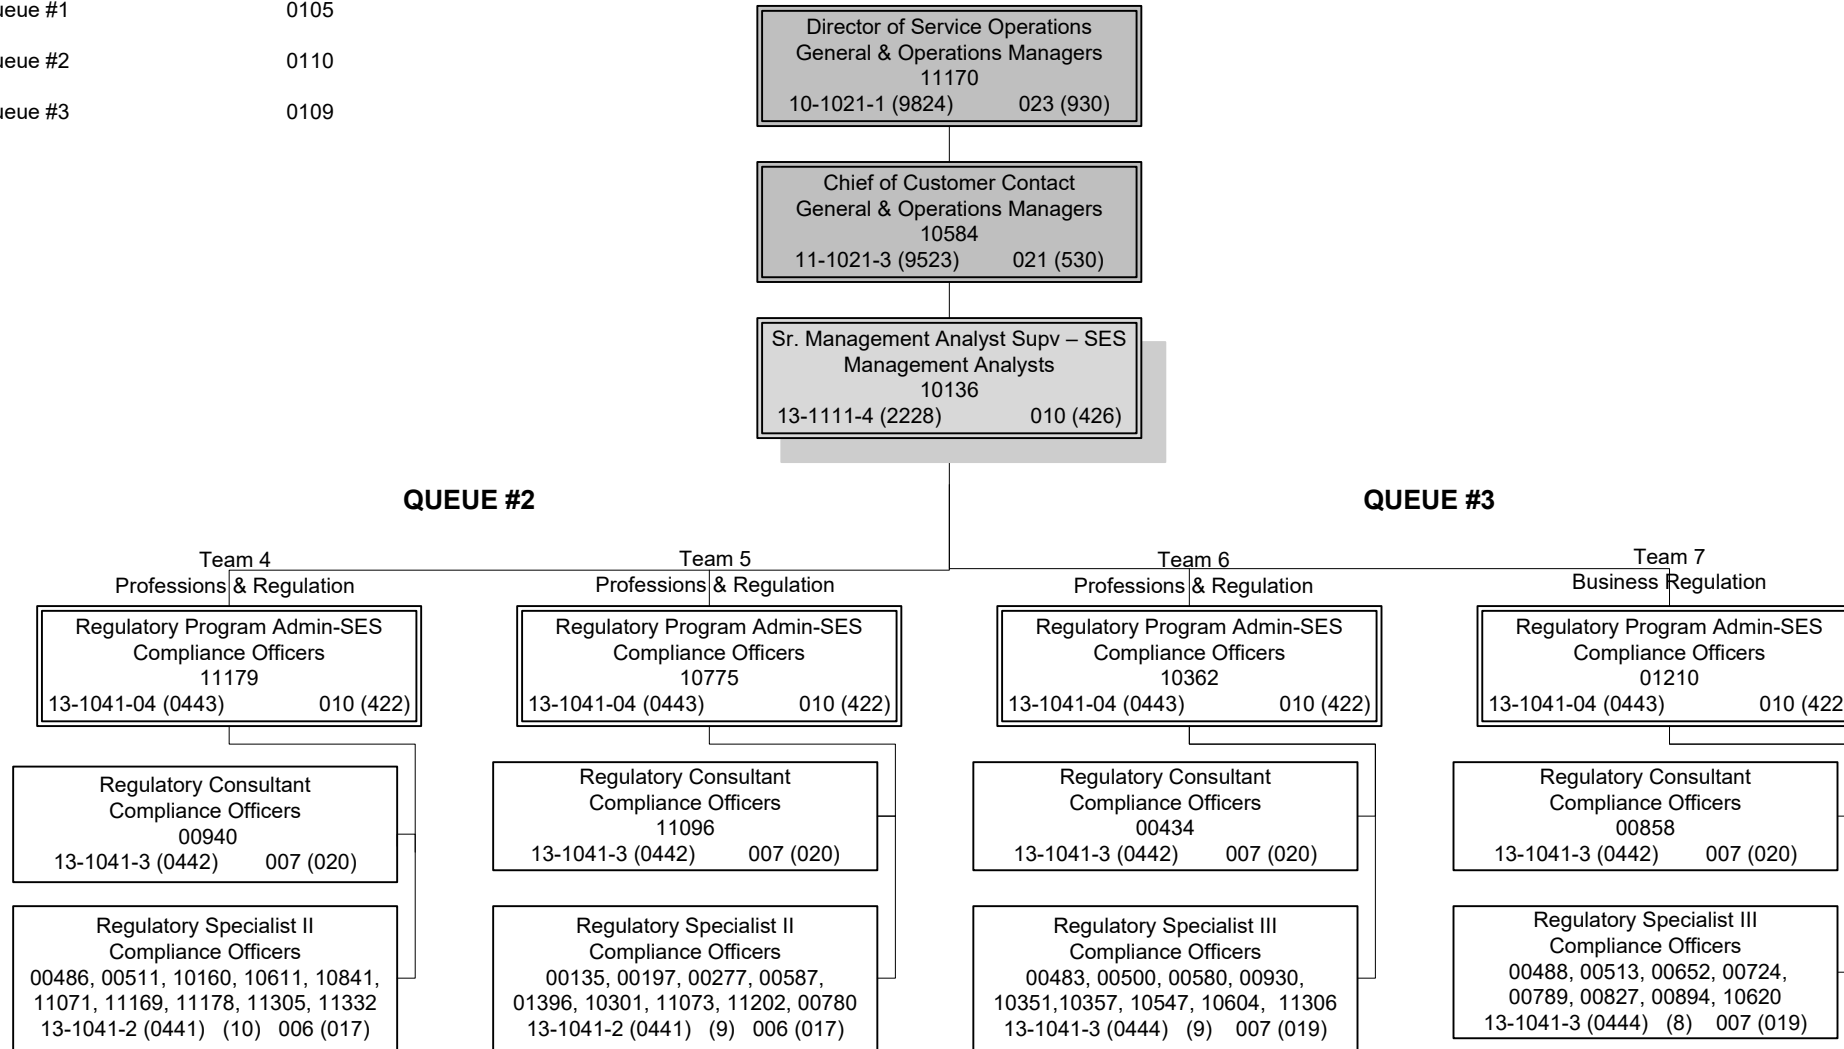 ueue #1 0105
ueue #2 0110
ueue #3 0109
Director of Service Operations
General & Operations Managers
11170
10-1021-1 (9824) 023 (930)
Chief of Customer Contact
General & Operations Managers
10584
11-1021-3 (9523) 021 (530)
Sr. Management Analyst Supv – SES
Management Analysts
10136
13-1111-4 (2228) 010 (426)
QUEUE #2
QUEUE #3
Team 4
Professions & Regulation
Regulatory Program Admin-SES
Compliance Officers
11179
13-1041-04 (0443) 010 (422)
Regulatory Consultant
Compliance Officers
00940
13-1041-3 (0442) 007 (020)
Regulatory Specialist II
Compliance Officers
00486, 00511, 10160, 10611, 10841,
11071, 11169, 11178, 11305, 11332
13-1041-2 (0441) (10) 006 (017)
Team 5
Professions & Regulation
Regulatory Program Admin-SES
Compliance Officers
10775
13-1041-04 (0443) 010 (422)
Regulatory Consultant
Compliance Officers
11096
13-1041-3 (0442) 007 (020)
Regulatory Specialist II
Compliance Officers
00135, 00197, 00277, 00587,
01396, 10301, 11073, 11202, 00780
13-1041-2 (0441) (9) 006 (017)
Team 6
Professions & Regulation
Regulatory Program Admin-SES
Compliance Officers
10362
13-1041-04 (0443) 010 (422)
Regulatory Consultant
Compliance Officers
00434
13-1041-3 (0442) 007 (020)
Regulatory Specialist III
Compliance Officers
00483, 00500, 00580, 00930,
10351,10357, 10547, 10604, 11306
13-1041-3 (0444) (9) 007 (019)
Team 7
Business Regulation
Regulatory Program Admin-SES
Compliance Officers
01210
13-1041-04 (0443) 010 (422
Regulatory Consultant
Compliance Officers
00858
13-1041-3 (0442) 007 (020)
Regulatory Specialist III
Compliance Officers
00488, 00513, 00652, 00724,
00789, 00827, 00894, 10620
13-1041-3 (0444) (8) 007 (019)